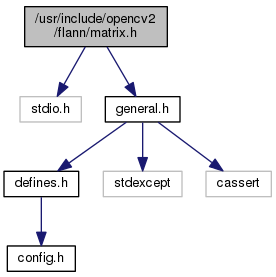 /usr/include/opencv2
/flann/matrix.h
stdio.h
general.h
defines.h
stdexcept
cassert
config.h